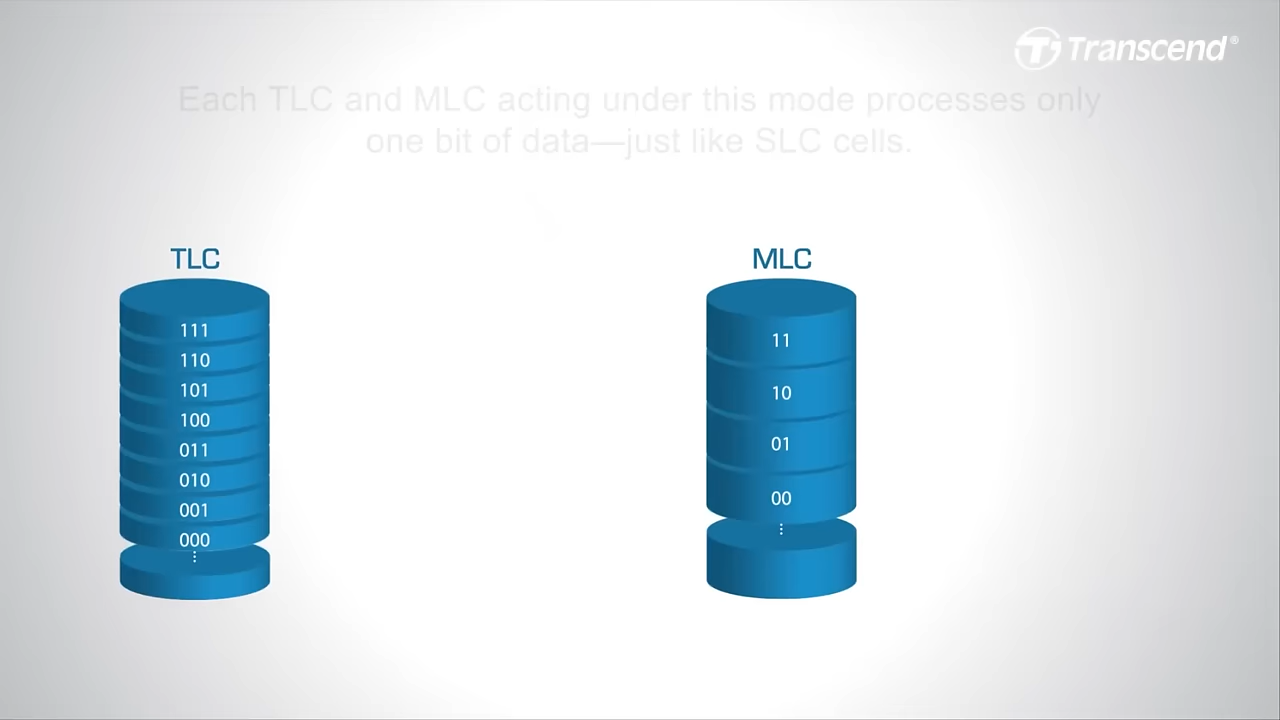 Transcend®
Each TLC and MLC acting under this mode processes only
one bit of data—just like SLC cells.
TLC
111
110
101
100
011
010
001
000
MLC
11
10
01
00